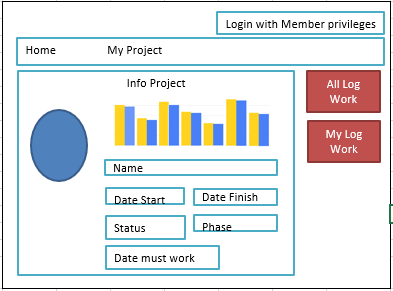 Login with Member privileges
Home My Project
Info Project
All Log
Work
My Log
Work
Name
Date Start Date Finish
Status Phase
Date must work